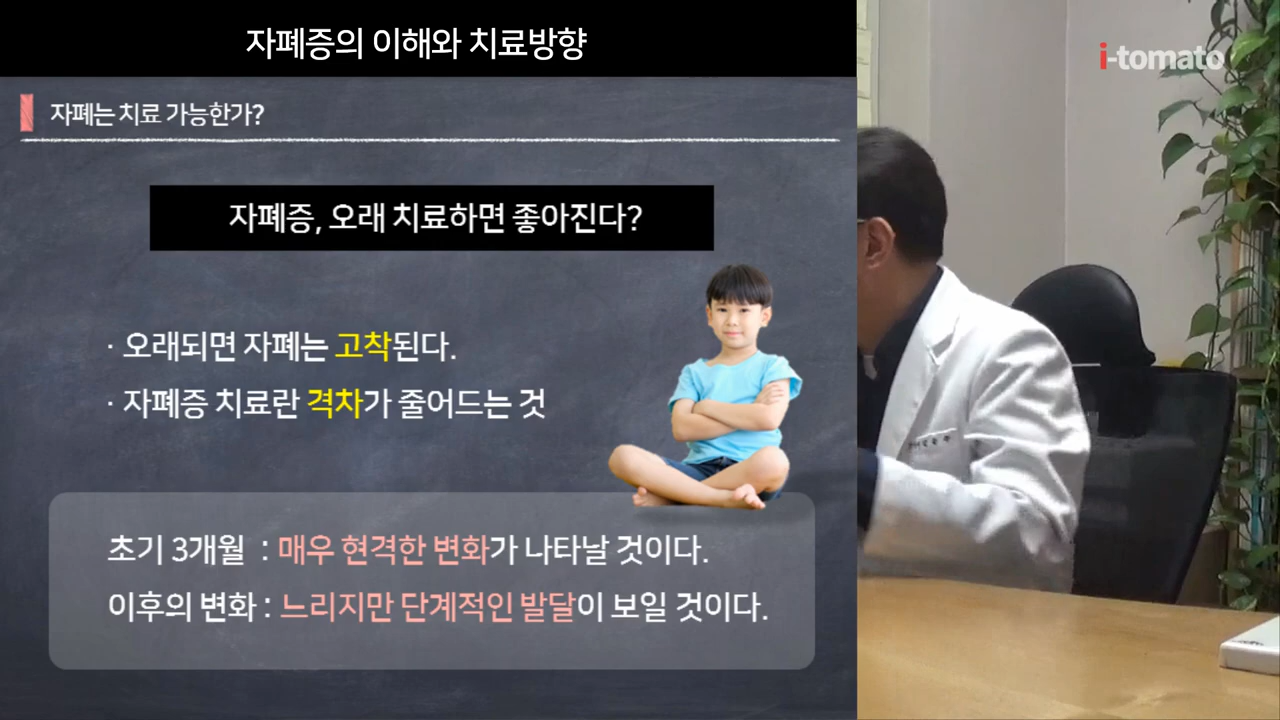 자폐증의 이해와 치료방향
i-tomato
자폐는 치료 가능한가?
자폐증, 오래 치료하면 좋아진다?
· 오래되면 자폐는 고착된다.
· 자폐증 치료란 격차가 줄어드는 것
초기 3개월 : 매우 현격한 변화가 나타날 것이다.
이후의 변화 : 느리지만 단계적인 발달이 보일 것이다.